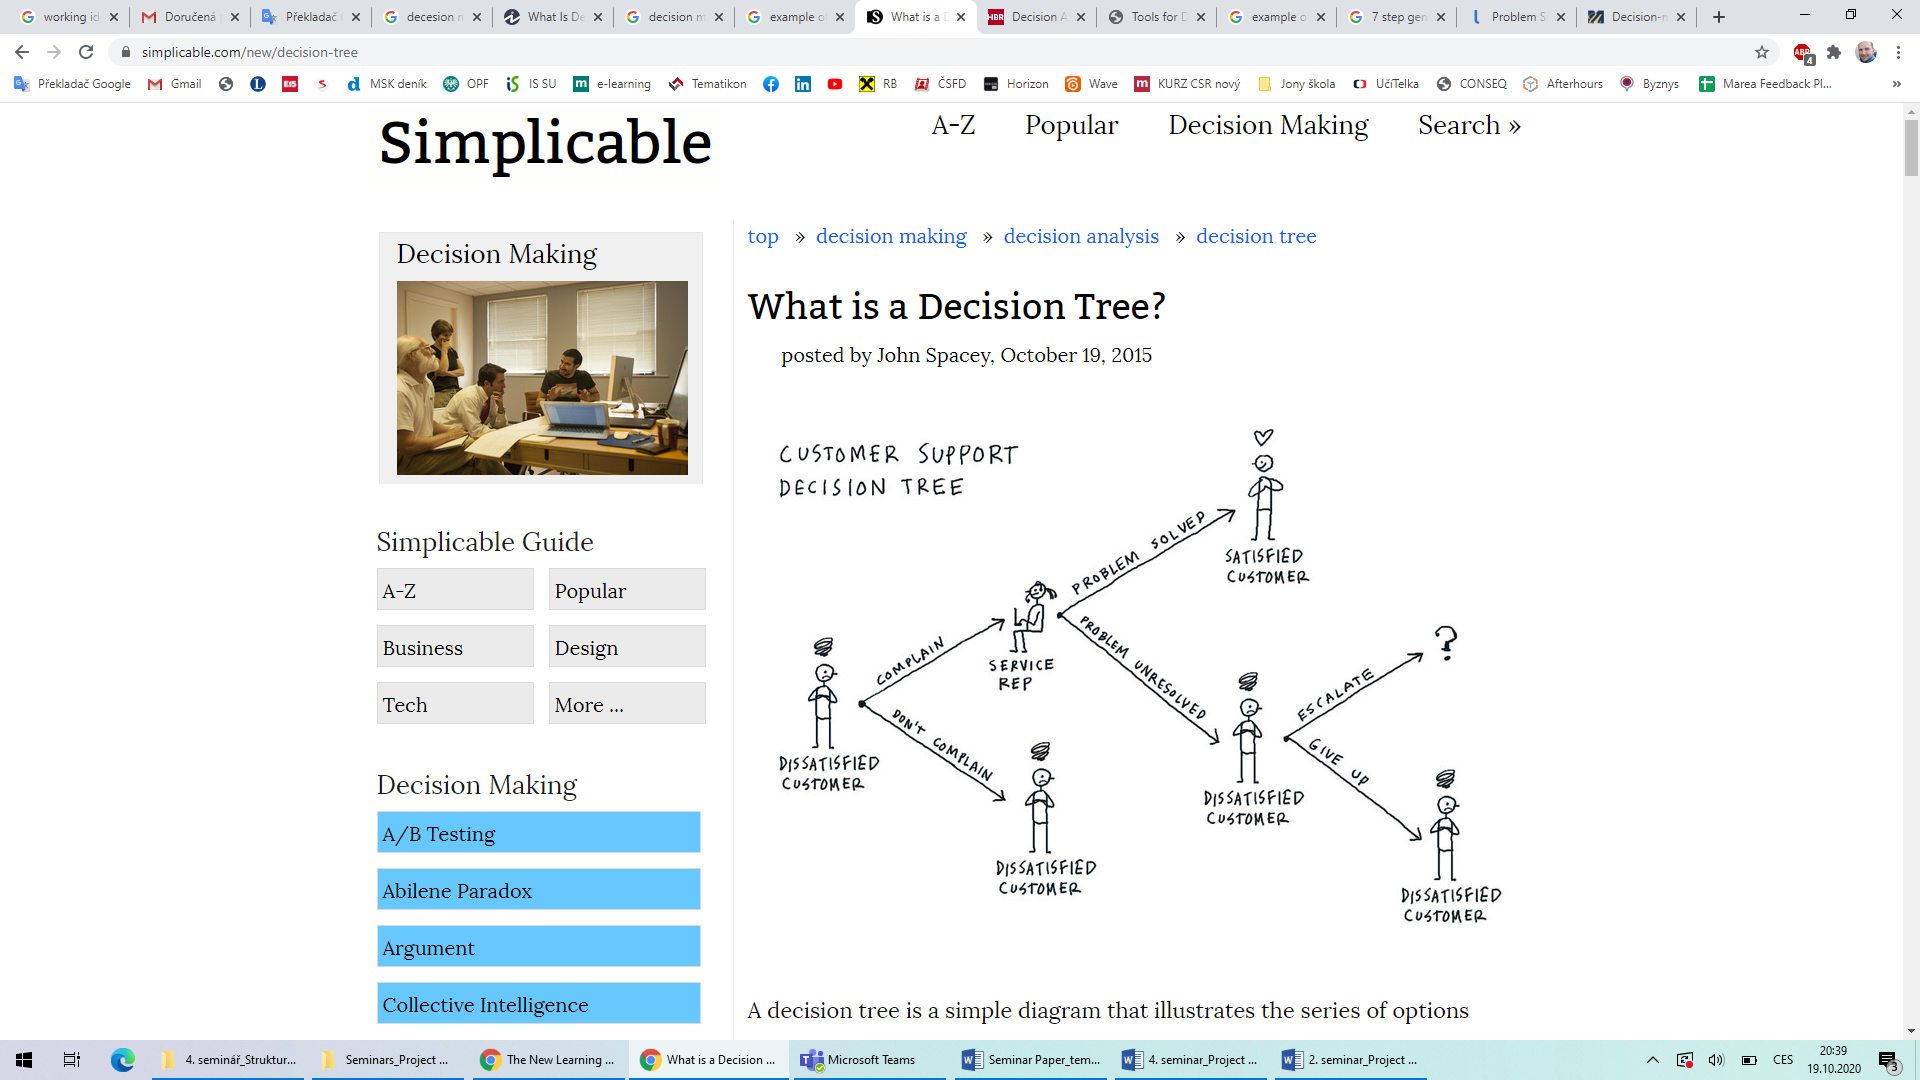 working id
Doručená
Překladač
decesion n
What Is De
decision m
example o
What is a D
Decision A
Tools for D
example o
7 step gen
Problem S
Decision-r
simplicable.com/new/decision-tree
ABP
4
Překladač Google
Gmail
EIS
MSK deník
OPF
IS SU
e-learning
Tematikon
RB
ČSFD
Horizon
Wave
KURZ CSR nový
Jony škola
UčíTelka
CONSEQ
Afterhours
Byznys
Marea Feedback Pl...
»
Simplicable
A-Z
Popular
Decision Making
Search »
Decision Making
top » decision making » decision analysis » decision tree
What is a Decision Tree?
posted by John Spacey, October 19, 2015
CUSTOMER SUPPORT
DECISION TREE
PROBLEM SOLVED
SATISFIED
CUSTOMER
COMPLAIN
SERVICE
REP
PROBLEM UNRESOLVED
ESCALATE
?
DON'T COMPLAIN
GIVE UP
DISSATISFIED
CUSTOMER
DISSATISFIED
CUSTOMER
DISSATISFIED
CUSTOMER
DISSATISFIED
CUSTOMER
Simplicable Guide
A-Z
Popular
Business
Design
Tech
More ...
Decision Making
A/B Testing
Abilene Paradox
Argument
Collective Intelligence
A decision tree is a simple diagram that illustrates the series of options
4. seminář_Struktur...
Seminars_Project ...
The New Learning ...
What is a Decision ...
Microsoft Teams
Seminar Paper_tem...
4. seminar_Project ...
2. seminar_Project ...
CES
20:39
19.10.2020
3